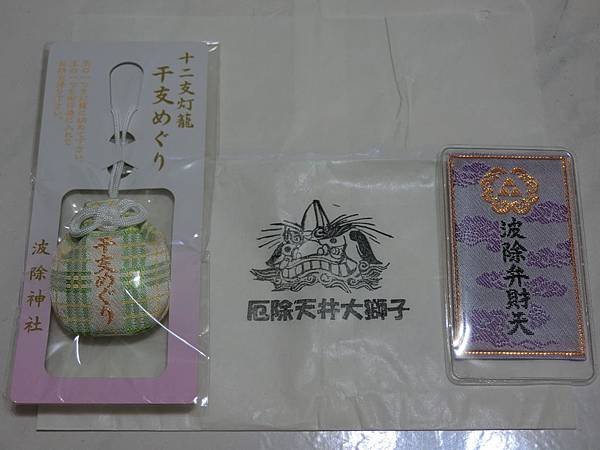 十二支灯籠
干支めぐり
波除神社
干支めぐり
厄除天井大獅子
波除弁財天